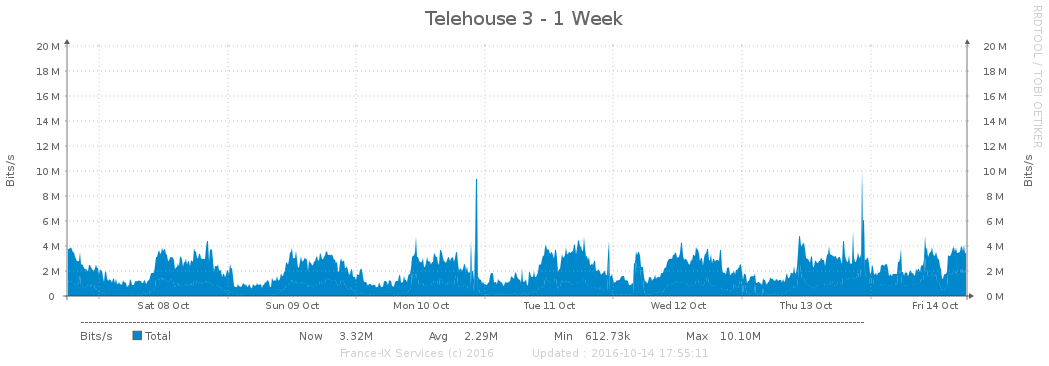 Telehouse 3 - 1 Week
RRDTOOL / TOBI OETIKER
Bits/s
Bits/s
20 M 20 M
18 M 18 M
16 M 16 M
14 M 14 M
12 M 12 M
10 M 10 M
8 M 8 M
6 M 6 M
4 M 4 M
2 M 2 M
0 0 M
Sat 08 Oct Sun 09 Oct Mon 10 Oct Tue 11 Oct Wed 12 Oct Thu 13 Oct Fri 14 Oct
Bits/s Total Now 3.32M Avg 2.29M Min 612.73k Max 10.10M
France-IX Services (c) 2016 Updated : 2016-10-14 17:55:11